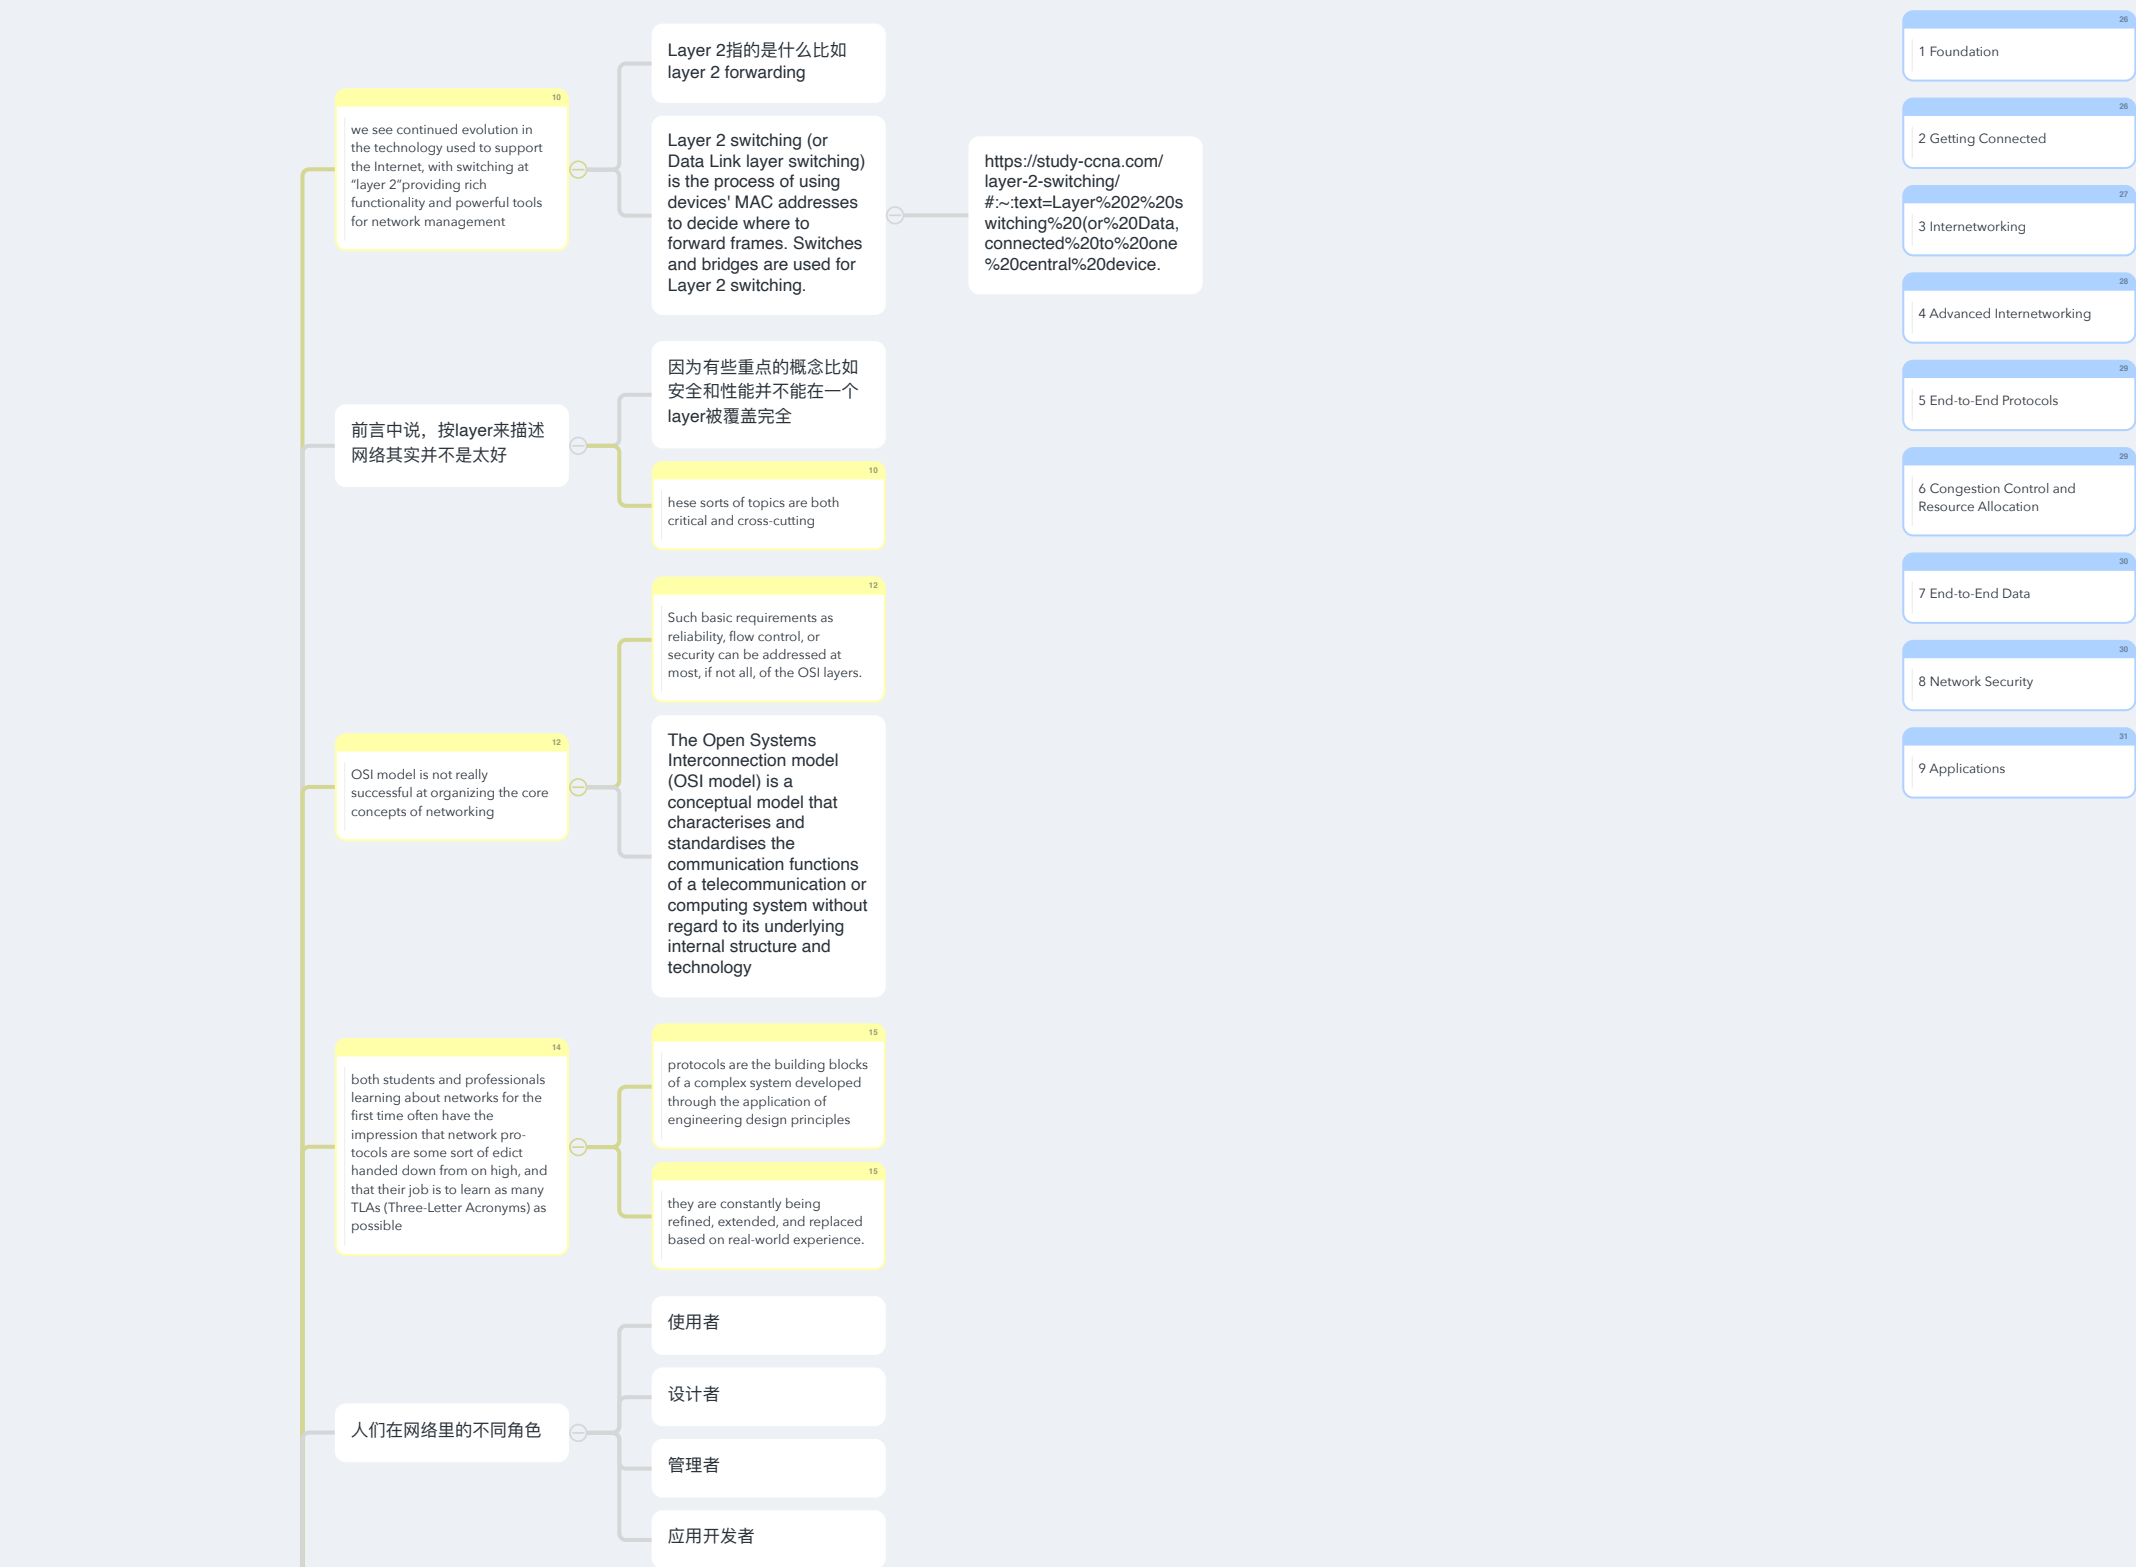 Layer 2指的是什么比如
layer 2 forwarding
10
we see continued evolution in
the technology used to support
the Internet, with switching at
“layer 2”providing rich
functionality and powerful tools
for network management
Layer 2 switching (or
Data Link layer switching)
is the process of using
devices' MAC addresses
to decide where to
forward frames. Switches
and bridges are used for
Layer 2 switching.
https://study-ccna.com/
layer-2-switching/
#:~:text=Layer%202%20s
witching%20(or%20Data,
connected%20to%20one
%20central%20device.
前言中说，按layer来描述
网络其实并不是太好
因为有些重点的概念比如
安全和性能并不能在一个
layer被覆盖完全
10
hese sorts of topics are both
critical and cross-cutting
12
OSI model is not really
successful at organizing the core
concepts of networking
12
Such basic requirements as
reliability, flow control, or
security can be addressed at
most, if not all, of the OSI layers.
The Open Systems
Interconnection model
(OSI model) is a
conceptual model that
characterises and
standardises the
communication functions
of a telecommunication or
computing system without
regard to its underlying
internal structure and
technology
14
both students and professionals
learning about networks for the
first time often have the
impression that network pro-
tocols are some sort of edict
handed down from on high, and
that their job is to learn as many
TLAs (Three-Letter Acronyms) as
possible
15
protocols are the building blocks
of a complex system developed
through the application of
engineering design principles
15
they are constantly being
refined, extended, and replaced
based on real-world experience.
人们在网络里的不同角色
使用者
设计者
管理者
应用开发者
26
1 Foundation
26
2 Getting Connected
27
3 Internetworking
28
4 Advanced Internetworking
29
5 End-to-End Protocols
29
6 Congestion Control and
Resource Allocation
30
7 End-to-End Data
30
8 Network Security
31
9 Applications